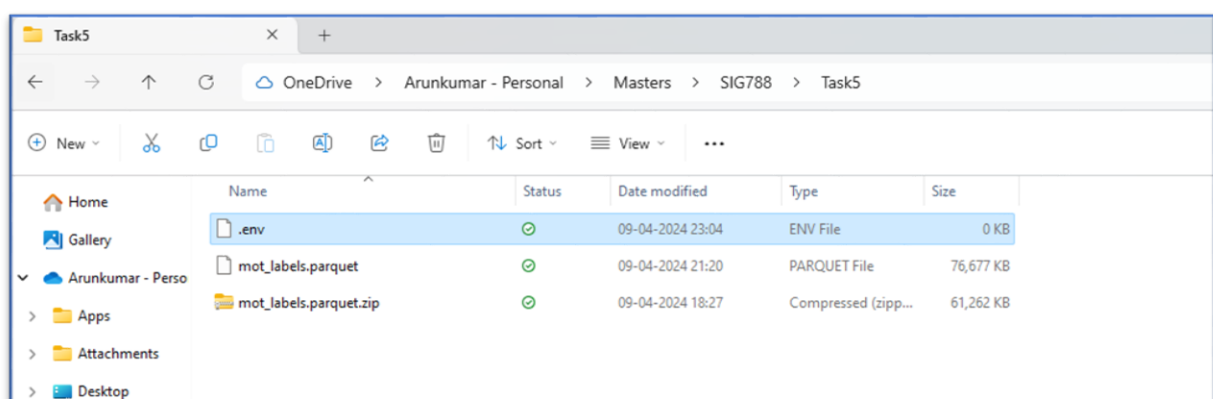 Task5
OneDrive > Arunkumar - Personal > Masters > SIG788 > Task5
New Sort View
Name Status Date modified Type Size
.env 09-04-2024 23:04 ENV File 0 KB
mot_labels.parquet 09-04-2024 21:20 PARQUET File 76,677 KB
mot_labels.parquet.zip 09-04-2024 18:27 Compressed (zipp... 61,262 KB
Home
Gallery
Arunkumar - Perso
Apps
Attachments
Desktop